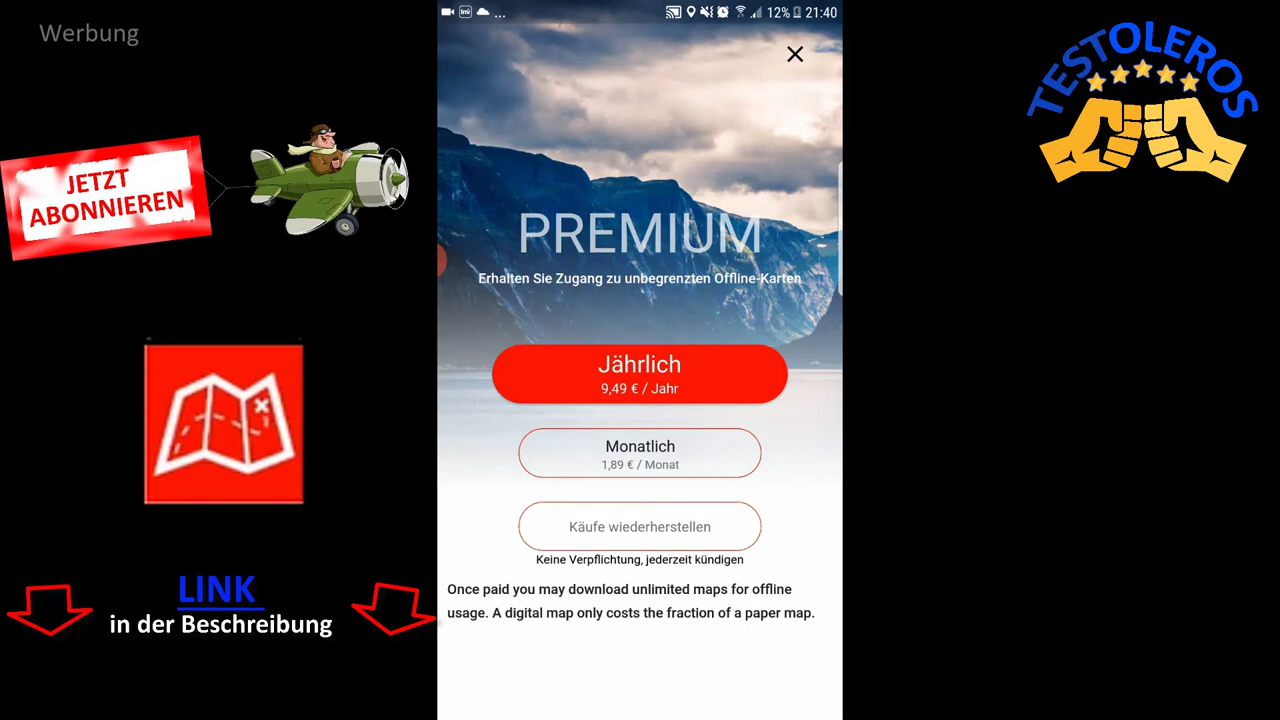 Werbung
JETZT
ABONNIEREN
LINK
in der Beschreibung
... 12% 21:40
PREMIUM
Erhalten Sie Zugang zu unbegrenzten Offline-Karten
Jährlich
9,49 € / Jahr
Monatlich
1,89 € / Monat
Käufe wiederherstellen
Keine Verpflichtung, jederzeit kündigen
Once paid you may download unlimited maps for offline
usage. A digital map only costs the fraction of a paper map.
TESTOLEROS